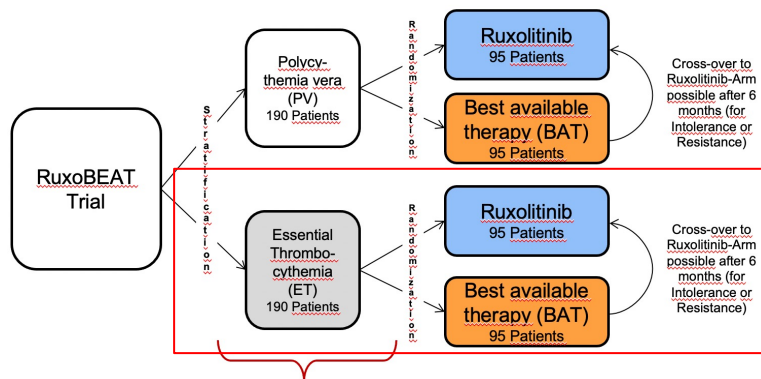 RuxoBEAT
Trial
Stratification
Polycy-
themia vera
(PV)
190 Patients
Randomization
Ruxolitinib
95 Patients
Best available
therapy (BAT)
95 Patients
Cross-over to
Ruxolitinib-Arm
possible after 6
months (for
Intolerance or
Resistance)
Essential
Thrombo-
cythemia
(ET)
190 Patients
Randomization
Ruxolitinib
95 Patients
Best available
therapy (BAT)
95 Patients
Cross-over to
Ruxolitinib-Arm
possible after 6
months (for
Intolerance or
Resistance)